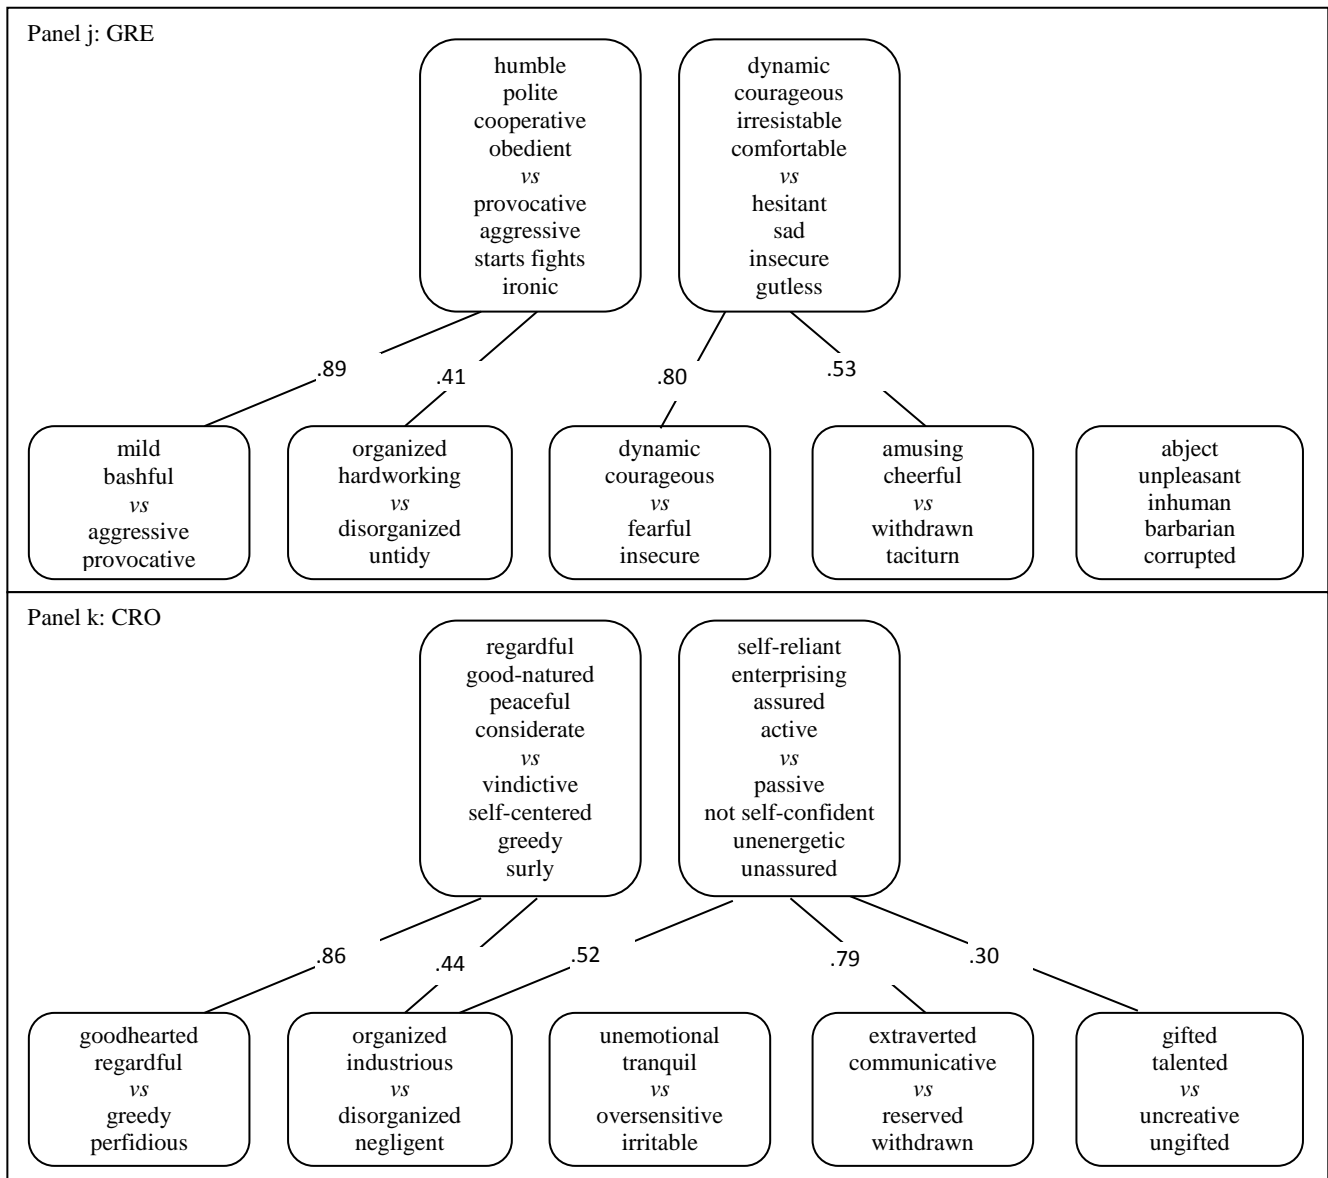 Panel j: GRE
humble
polite
cooperative
obedient
vs
provocative
aggressive
starts fights
ironic
dynamic
courageous
irresistable
comfortable
vs
hesitant
sad
insecure
gutless
.89
.41
.80
.53
mild
bashful
vs
aggressive
provocative
organized
hardworking
vs
disorganized
untidy
dynamic
courageous
vs
fearful
insecure
amusing
cheerful
vs
withdrawn
taciturn
abject
unpleasant
inhuman
barbarian
corrupted
Panel k: CRO
regardful
good-natured
peaceful
considerate
vs
vindictive
self-centered
greedy
surly
self-reliant
enterprising
assured
active
vs
passive
not self-confident
unenergetic
unassured
.86
.44
.52
.79
.30
goodhearted
regardful
vs
greedy
perfidious
organized
industrious
vs
disorganized
negligent
unemotional
tranquil
vs
oversensitive
irritable
extraverted
communicative
vs
reserved
withdrawn
gifted
talented
vs
uncreative
ungifted